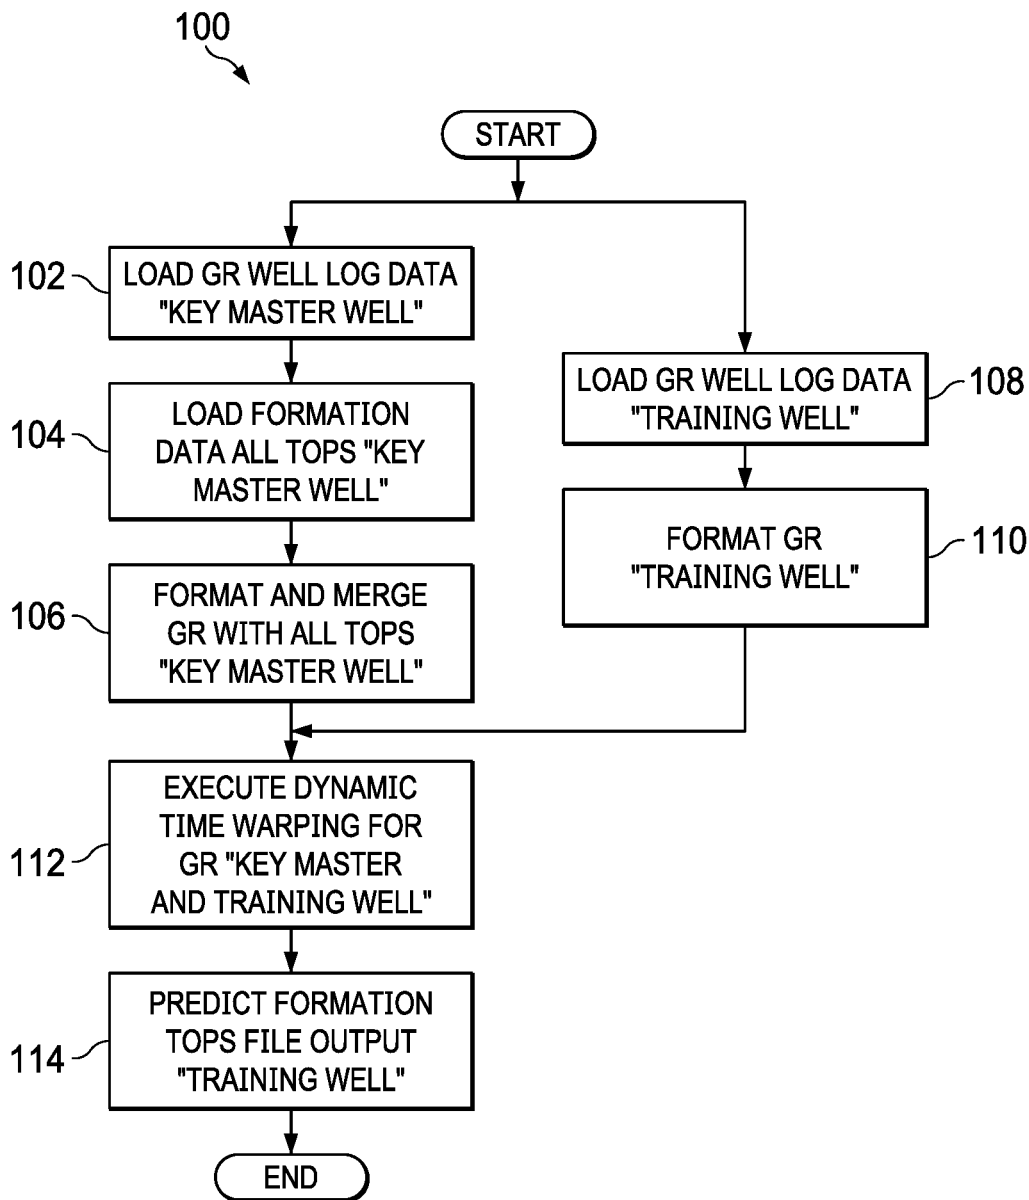 100
START
102
LOAD GR WELL LOG DATA
"KEY MASTER WELL"
104
LOAD FORMATION
DATA ALL TOPS "KEY
MASTER WELL"
106
FORMAT AND MERGE
GR WITH ALL TOPS
"KEY MASTER WELL"
LOAD GR WELL LOG DATA
"TRAINING WELL"
108
FORMAT GR
"TRAINING WELL"
110
112
EXECUTE DYNAMIC
TIME WARPING FOR
GR "KEY MASTER
AND TRAINING WELL"
114
PREDICT FORMATION
TOPS FILE OUTPUT
"TRAINING WELL"
END